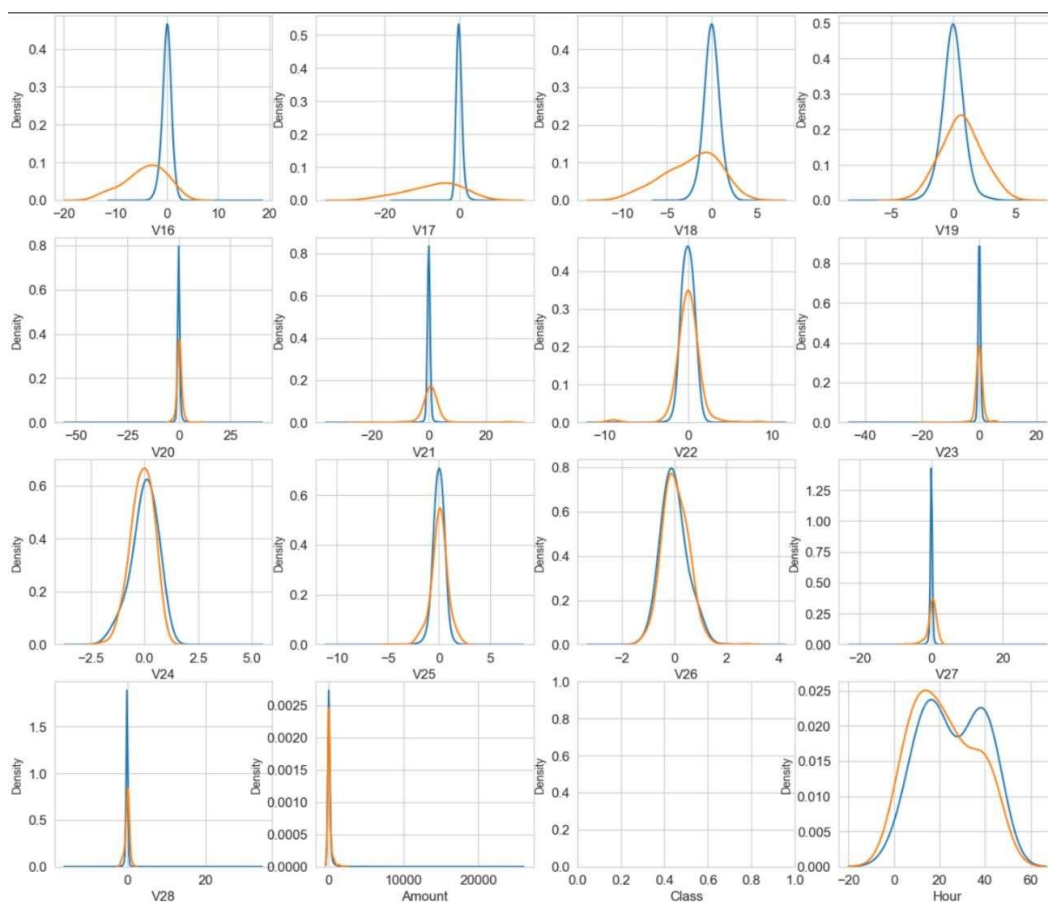 0.4 0.3 0.2 0.1 0.0
Density
−20 −10 0 10 20
V16
0.5 0.4 0.3 0.2 0.1 0.0
Density
−20 0
V17
0.4 0.3 0.2 0.1 0.0
Density
−10 −5 0 5
V18
0.5 0.4 0.3 0.2 0.1 0.0
Density
−5 0 5
V19
0.8 0.6 0.4 0.2 0.0
Density
−50 −25 0 25
V20
0.8 0.6 0.4 0.2 0.0
Density
−20 0 20
V21
0.4 0.3 0.2 0.1 0.0
Density
−10 0 10
V22
0.8 0.6 0.4 0.2 0.0
Density
−40 −20 0 20
V23
0.6 0.4 0.2 0.0
Density
−2.5 0.0 2.5 5.0
V24
0.6 0.4 0.2 0.0
Density
−10 −5 0 5
V25
0.8 0.6 0.4 0.2 0.0
Density
−2 0 2 4
V26
1.25 1.00 0.75 0.50 0.25 0.00
Density
−20 0 20
V27
1.5 1.0 0.5 0.0
Density
0 20
V28
0.0025 0.0020 0.0015 0.0010 0.0005 0.0000
Density
0 10000 20000
Amount
1.0 0.8 0.6 0.4 0.2 0.0
Density
0.0 0.2 0.4 0.6 0.8 1.0
Class
0.025 0.020 0.015 0.010 0.005 0.000
Density
−20 0 20 40 60
Hour